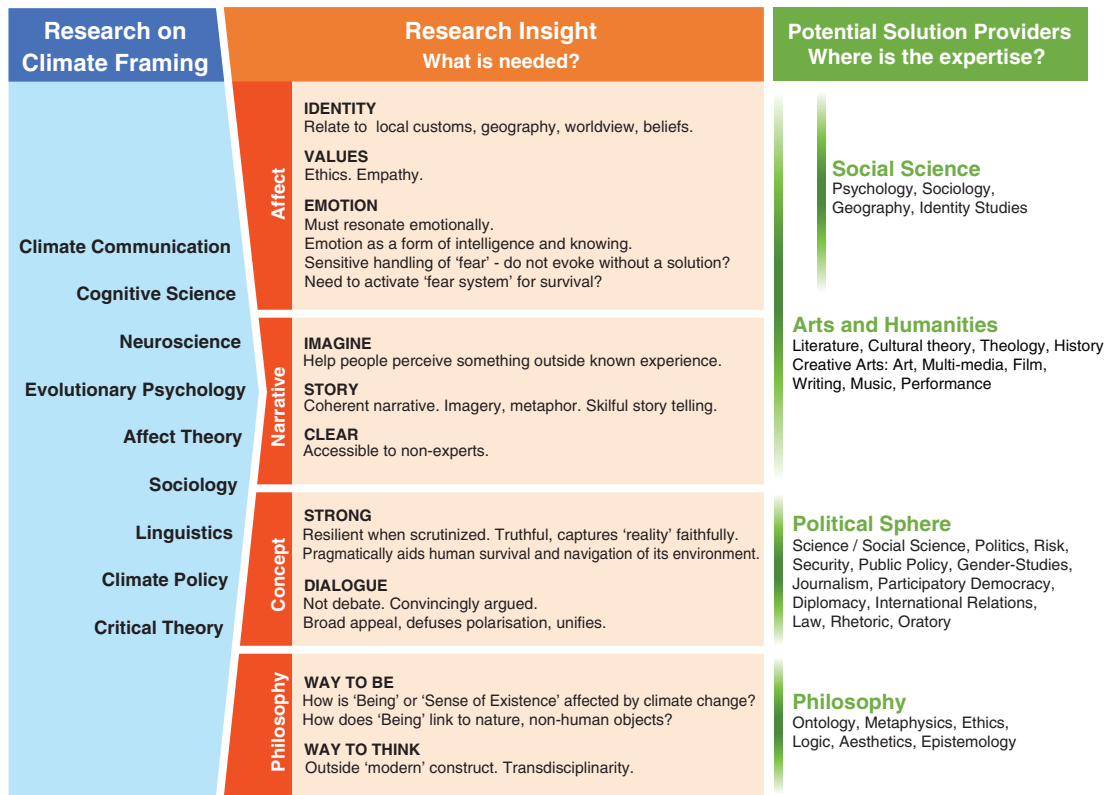 Research on
Climate Framing
Research Insight
What is needed?
Potential Solution Providers
Where is the expertise?
Climate Communication
Cognitive Science
Neuroscience
Evolutionary Psychology
Affect Theory
Sociology
Linguistics
Climate Policy
Critical Theory
Affect
IDENTITY
Relate to local customs, geography, worldview, beliefs.
VALUES
Ethics. Empathy.
EMOTION
Must resonate emotionally.
Emotion as a form of intelligence and knowing.
Sensitive handling of ‘fear’ - do not evoke without a solution?
Need to activate ‘fear system’ for survival?
Narrative
IMAGINE
Help people perceive something outside known experience.
STORY
Coherent narrative. Imagery, metaphor. Skilful story telling.
CLEAR
Accessible to non-experts.
Concept
STRONG
Resilient when scrutinized. Truthful, captures ‘reality’ faithfully.
Pragmatically aids human survival and navigation of its environment.
DIALOGUE
Not debate. Convincingly argued.
Broad appeal, defuses polarisation, unifies.
Philosophy
WAY TO BE
How is ‘Being’ or ‘Sense of Existence’ affected by climate change?
How does ‘Being’ link to nature, non-human objects?
WAY TO THINK
Outside ‘modern’ construct. Transdisciplinarity.
Social Science
Psychology, Sociology,
Geography, Identity Studies
Arts and Humanities
Literature, Cultural theory, Theology, History
Creative Arts: Art, Multi-media, Film,
Writing, Music, Performance
Political Sphere
Science / Social Science, Politics, Risk,
Security, Public Policy, Gender-Studies,
Journalism, Participatory Democracy,
Diplomacy, International Relations,
Law, Rhetoric, Oratory
Philosophy
Ontology, Metaphysics, Ethics,
Logic, Aesthetics, Epistemology